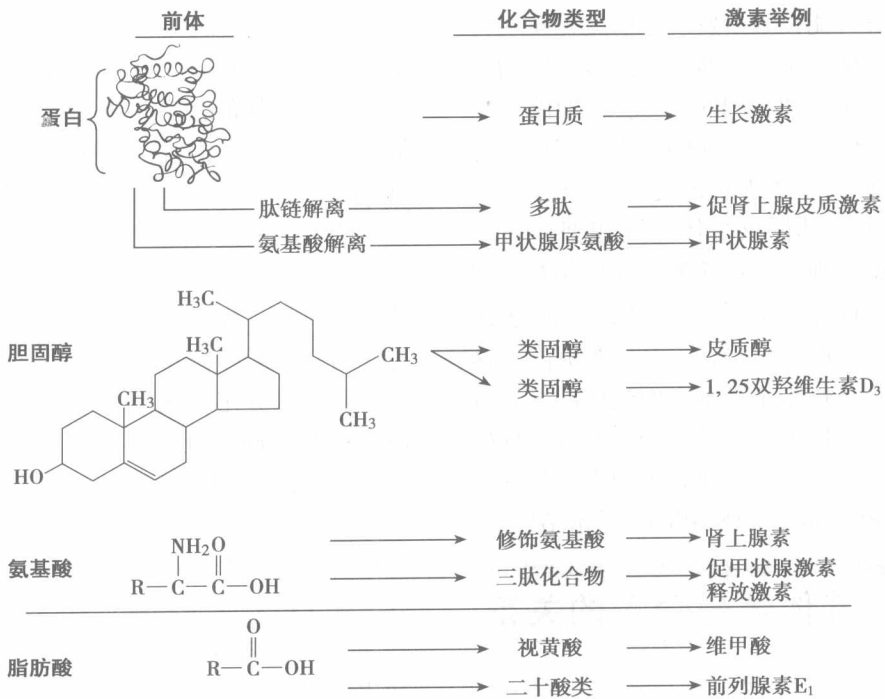 前体 化合物类型 激素举例
蛋白 蛋白质 生长激素
肽链解离 多肽 促肾上腺皮质激素
氨基酸解离 甲状腺原氨酸 甲状腺素
H₃C
胆固醇 H₃C CH₃ 类固醇 皮质醇
CH₃ 类固醇 1, 25双羟维生素D₃
CH₃
HO
NH₂O 修饰氨基酸 肾上腺素
氨基酸 R—C—C—OH 三肽化合物 促甲状腺激素
释放激素
O
脂肪酸 R—C—OH 视黄酸 维甲酸
二十酸类 前列腺素E₁